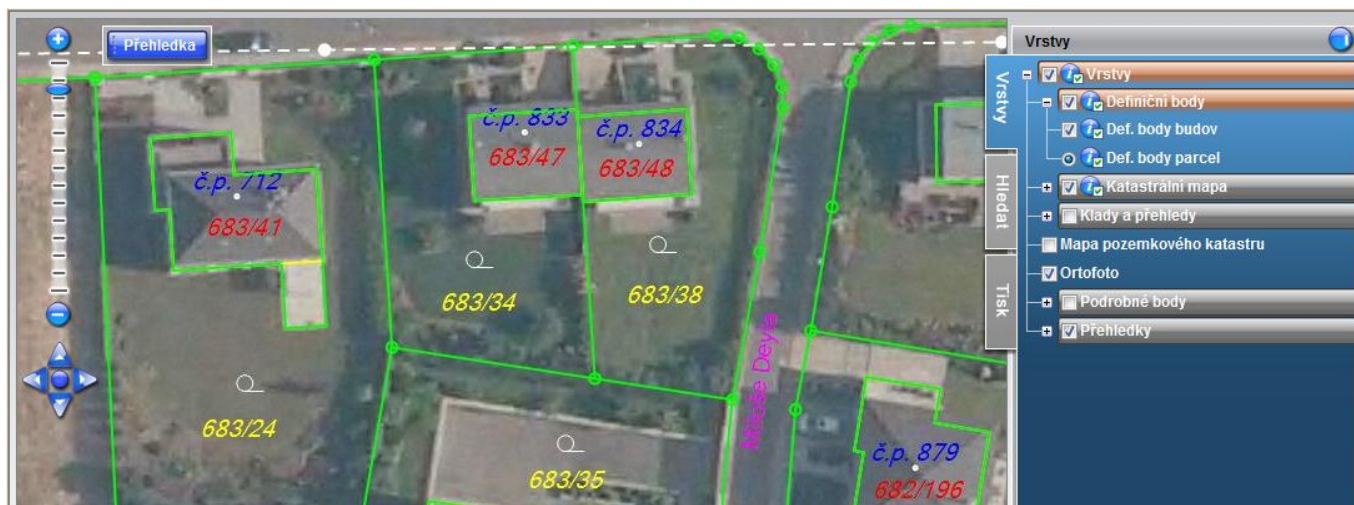 Přehledka
č.p. 833
683/47
č.p. 834
683/48
č.p. 712
683/41
683/34
683/38
683/24
683/35
Miloše Deyla
č.p. 879
682/196
Vrstvy
Vrstvy
Hledat
Tisk
Vrstvy
Definiční body
Def. body budov
Def. body parcel
Katastrální mapa
Klady a přehledy
Mapa pozemkového katastru
Ortofoto
Podrobné body
Přehledky